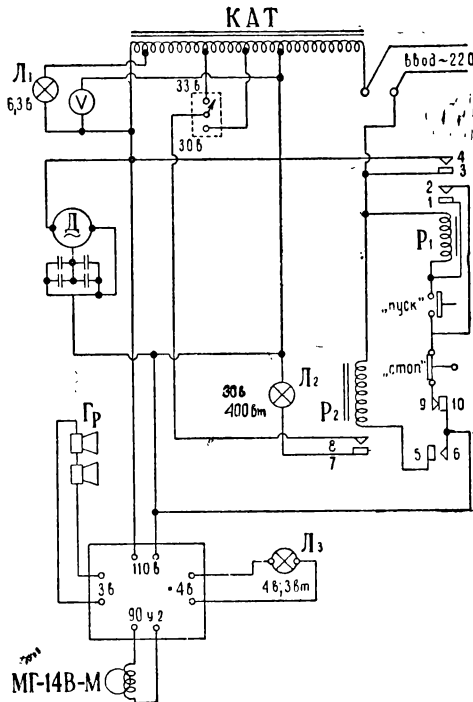 КАТ
Л1
6,3в
V
33в
30в
ввод~220
4
3
2
1
Р1
„пуск"
„стоп"
9
10
5
6
Д
Л2
30в
400вт
Р2
8
7
Гр
110в
3в
4в
90 у 2
Л3
4в; 3вт
МГ-14В-М